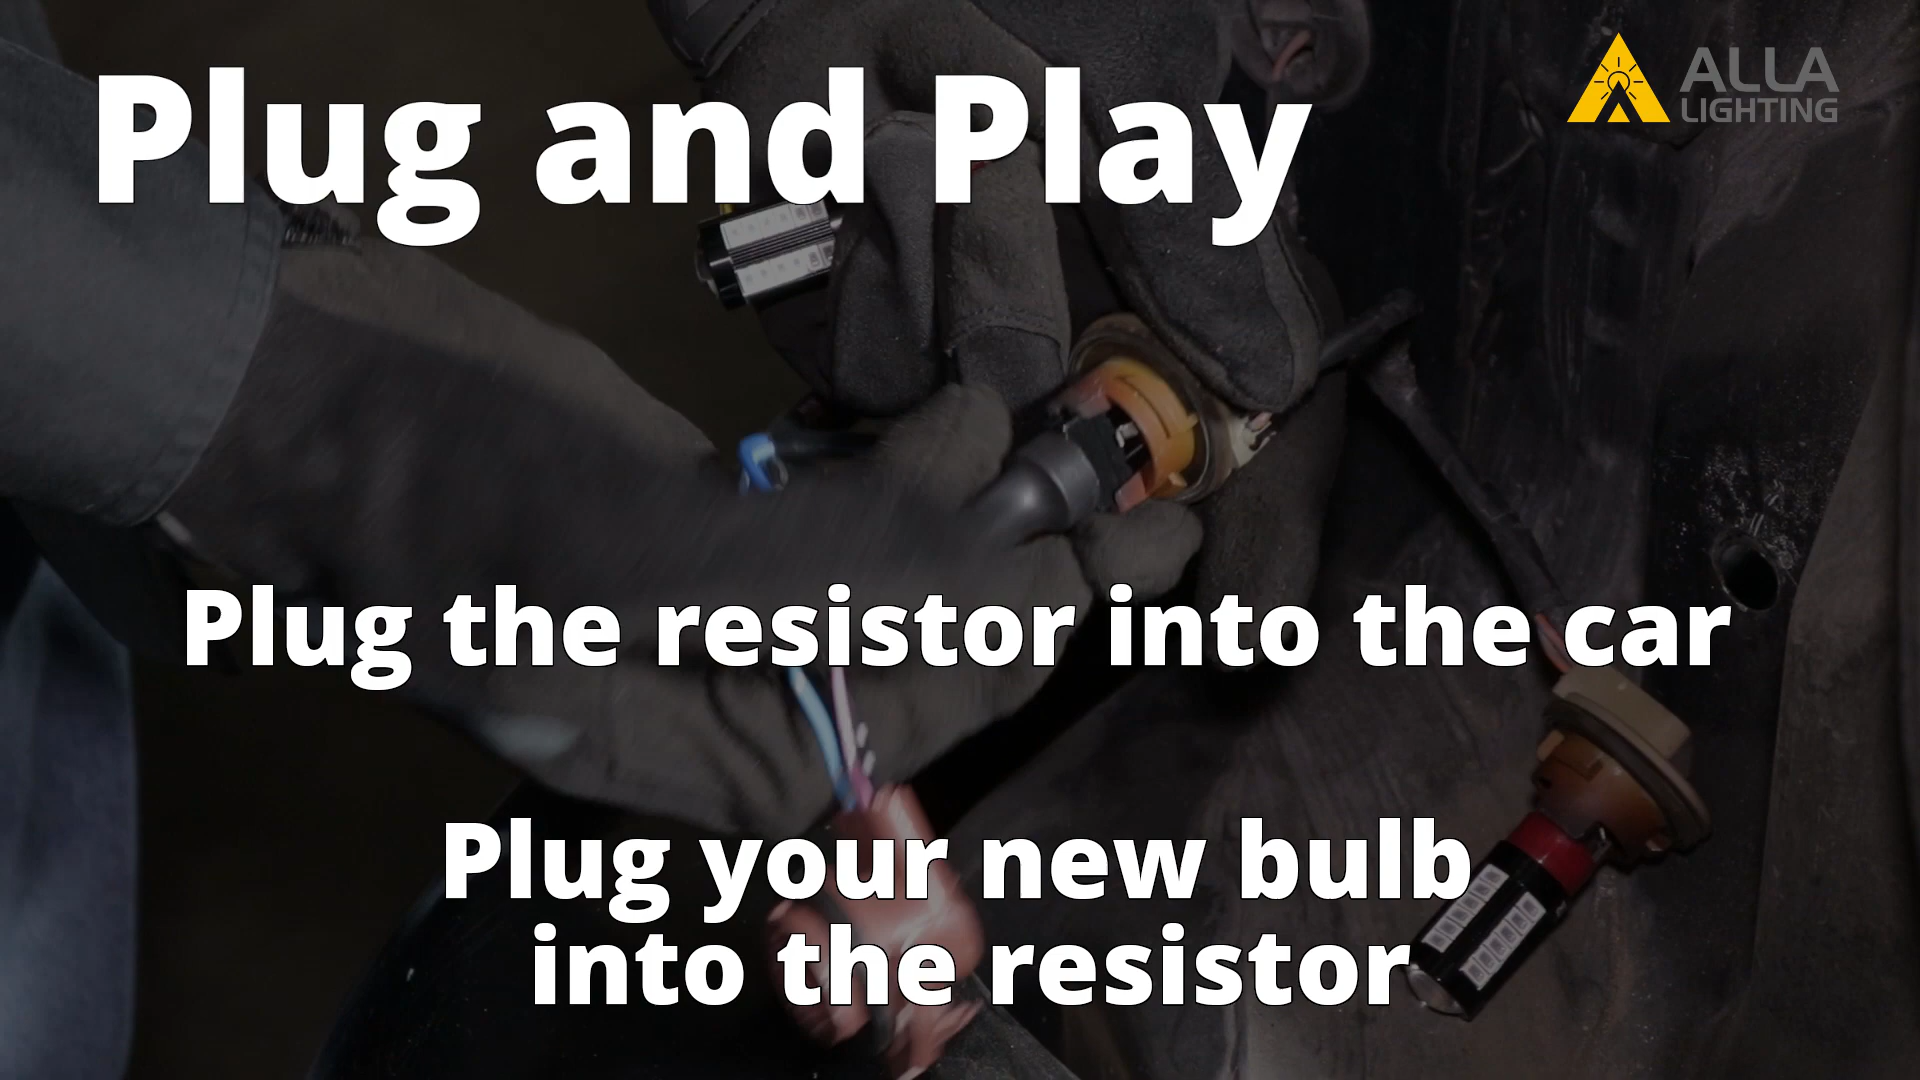 Plug and Play
ALLA
LIGHTING
Plug the resistor into the car
Plug your new bulb
into the resistor